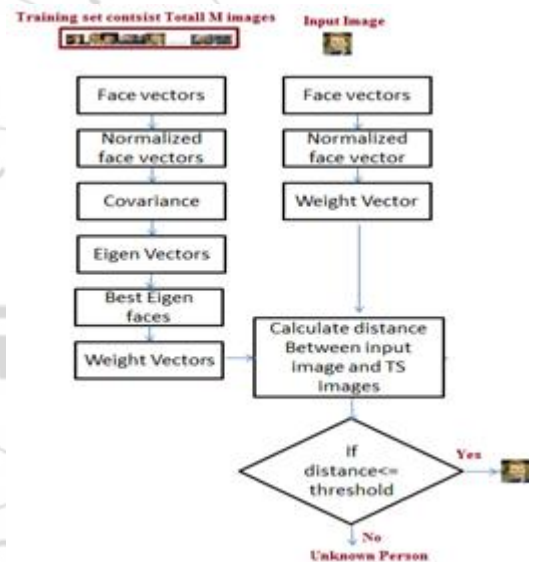 Training set contsist Totall M images
Input Image
Face vectors
Normalized
face vectors
Covariance
Eigen Vectors
Best Eigen
faces
Weight Vectors
Face vectors
Normalized
face vector
Weight Vector
Calculate distance
Between input
image and TS
images
If
distance<=
threshold
Yes
No
Unknown Person